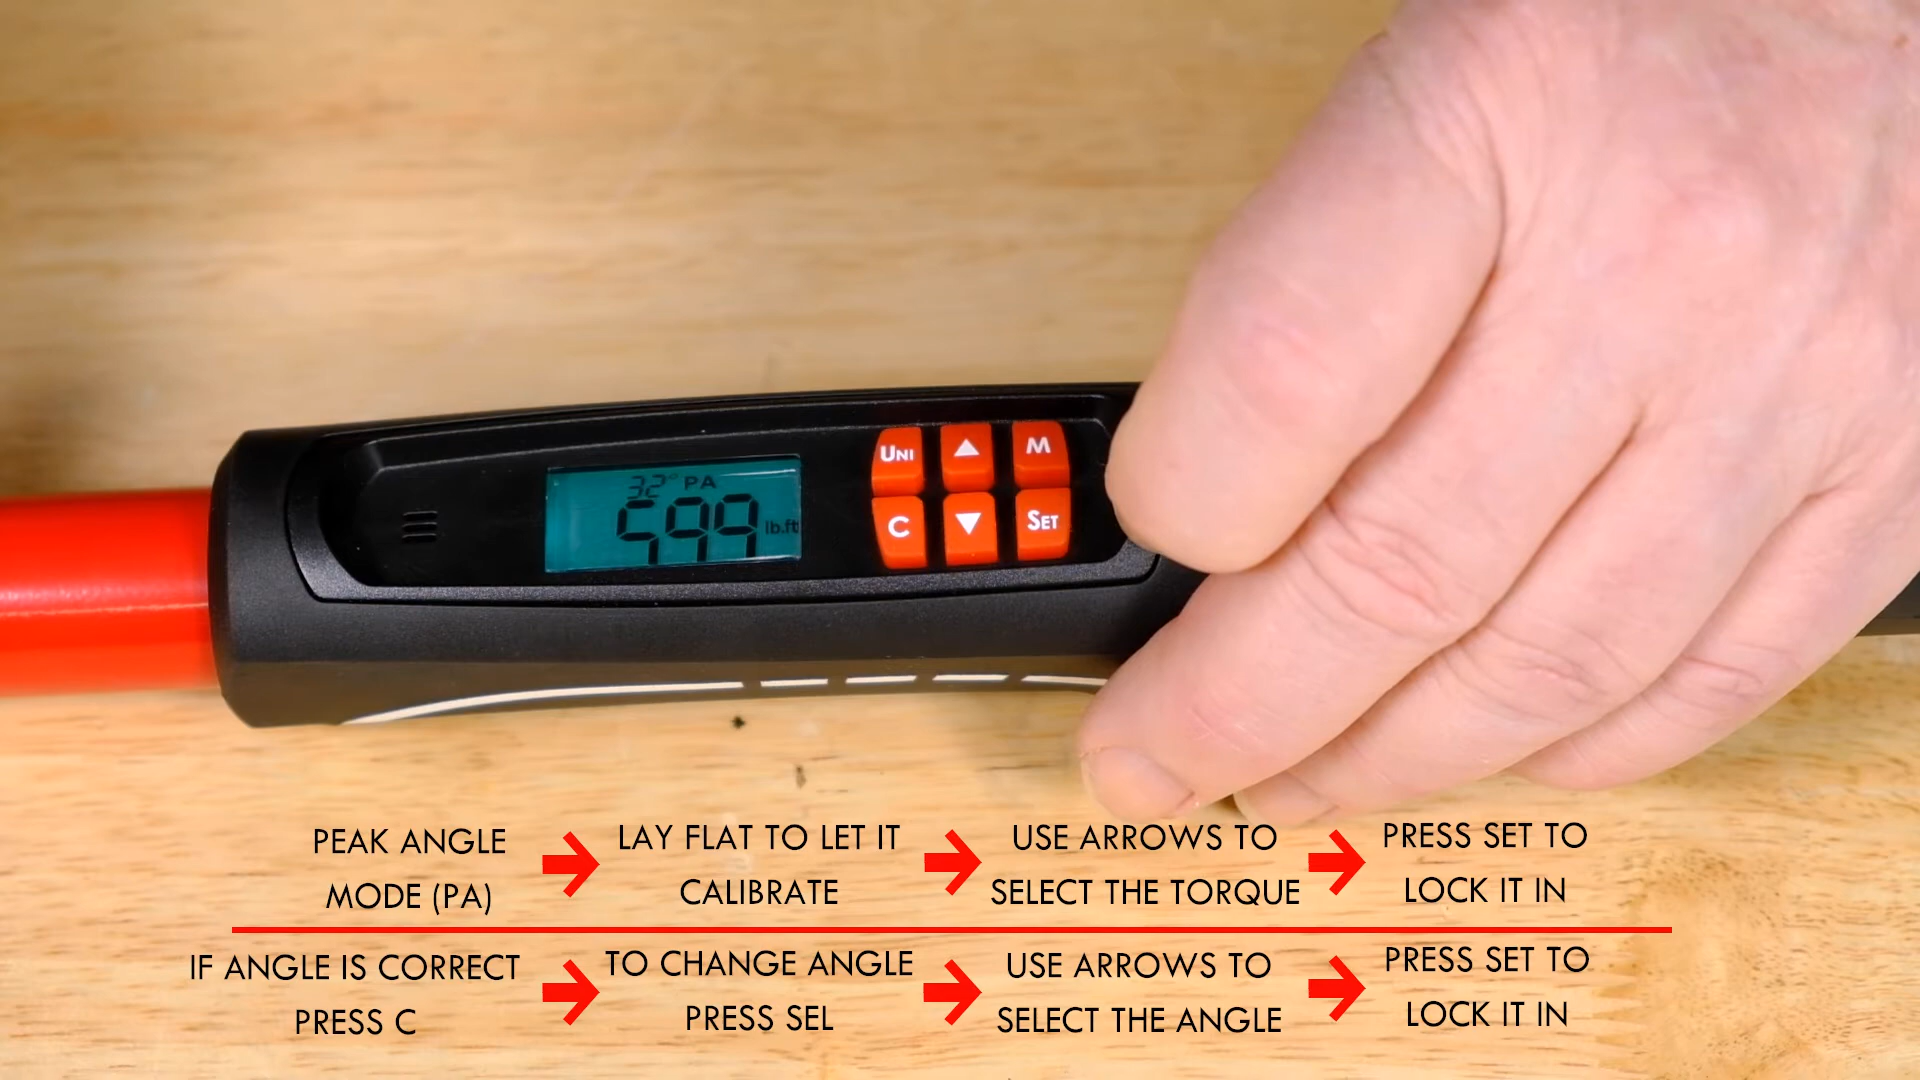 UNI ▲ M
C ▼ SET
32° PA
599 lb.ft
PEAK ANGLE
MODE (PA)
LAY FLAT TO LET IT
CALIBRATE
USE ARROWS TO
SELECT THE TORQUE
PRESS SET TO
LOCK IT IN
IF ANGLE IS CORRECT
PRESS C
TO CHANGE ANGLE
PRESS SEL
USE ARROWS TO
SELECT THE ANGLE
PRESS SET TO
LOCK IT IN